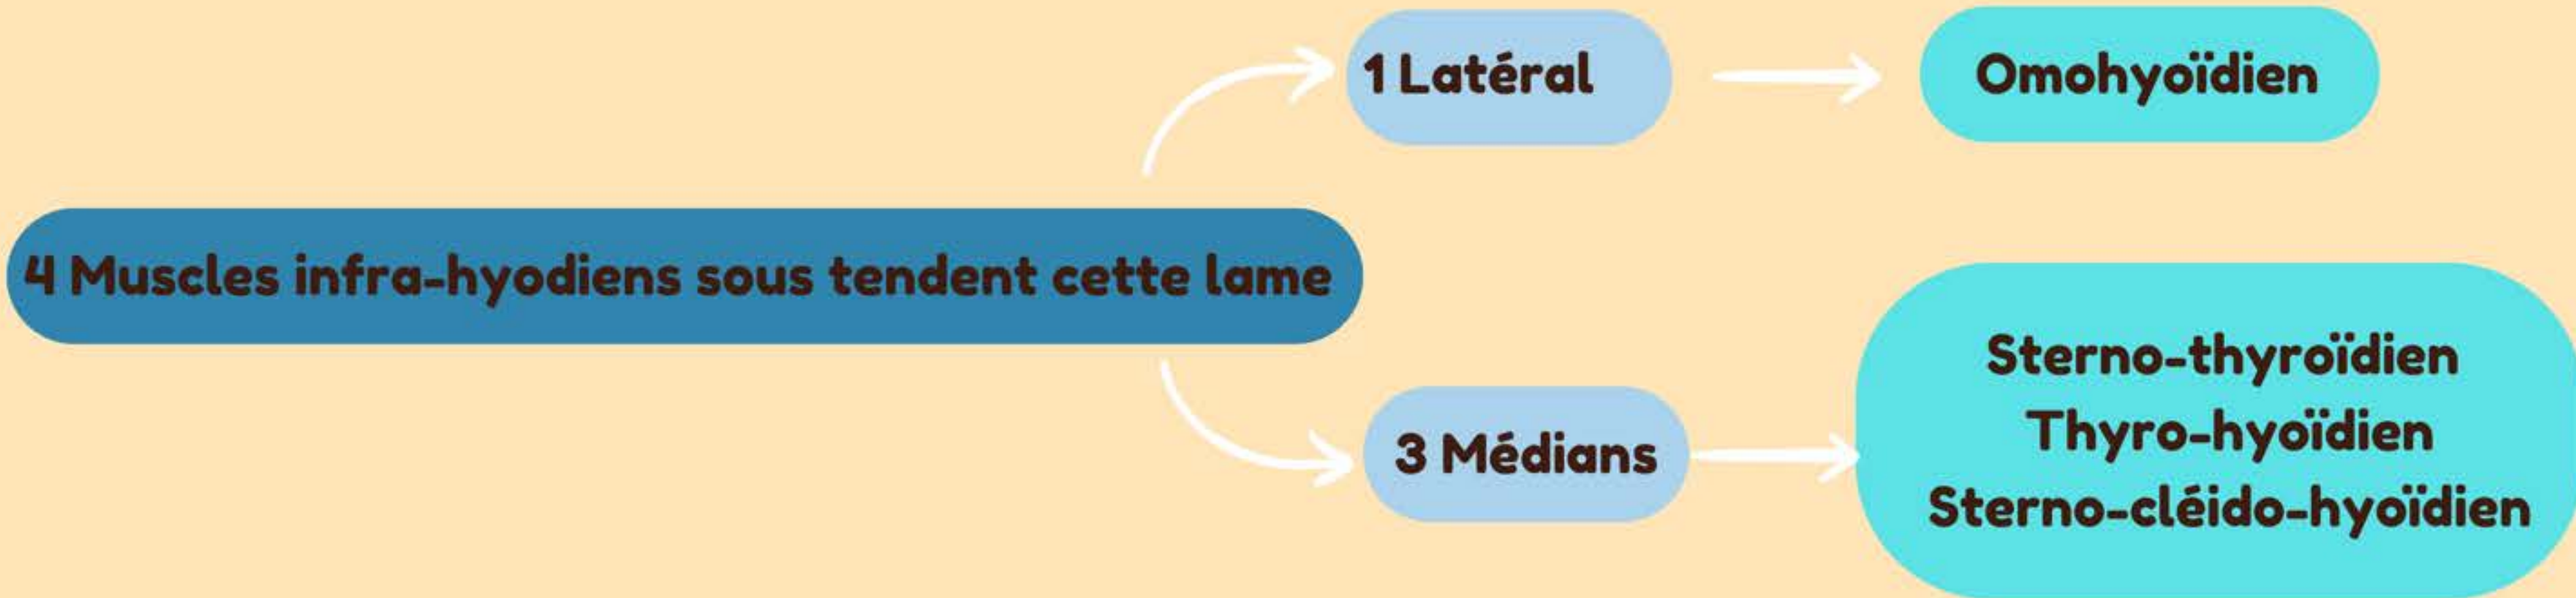 1 Latéral
Omohyoïdien
4 Muscles infra-hyodiens sous tendent cette lame
3 Médians
Sterno-thyroïdien
Thyro-hyoïdien
Sterno-cléido-hyoïdien